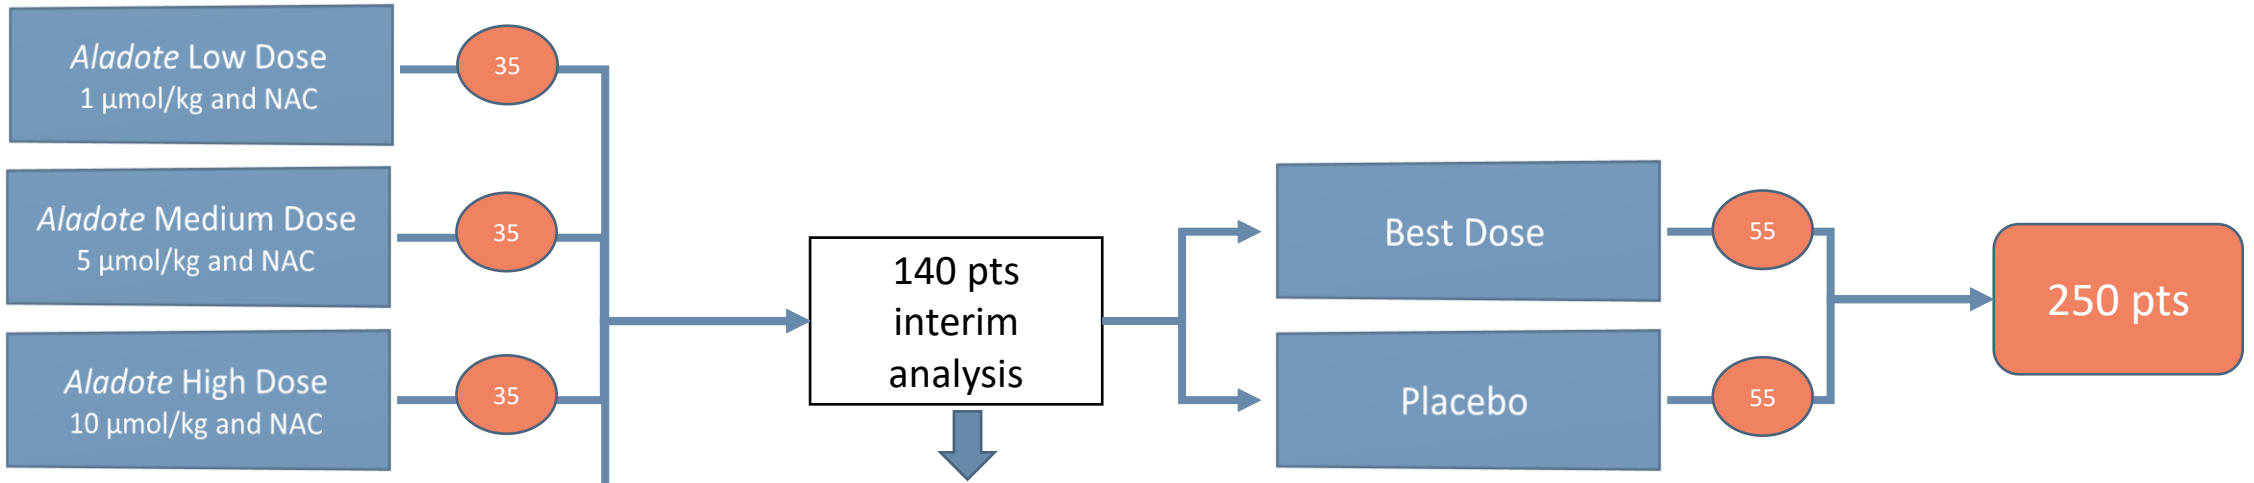 Aladote Low Dose
1 µmol/kg and NAC
35
Aladote Medium Dose
5 µmol/kg and NAC
35
Aladote High Dose
10 µmol/kg and NAC
35
140 pts
interim
analysis
Best Dose
55
Placebo
55
250 pts